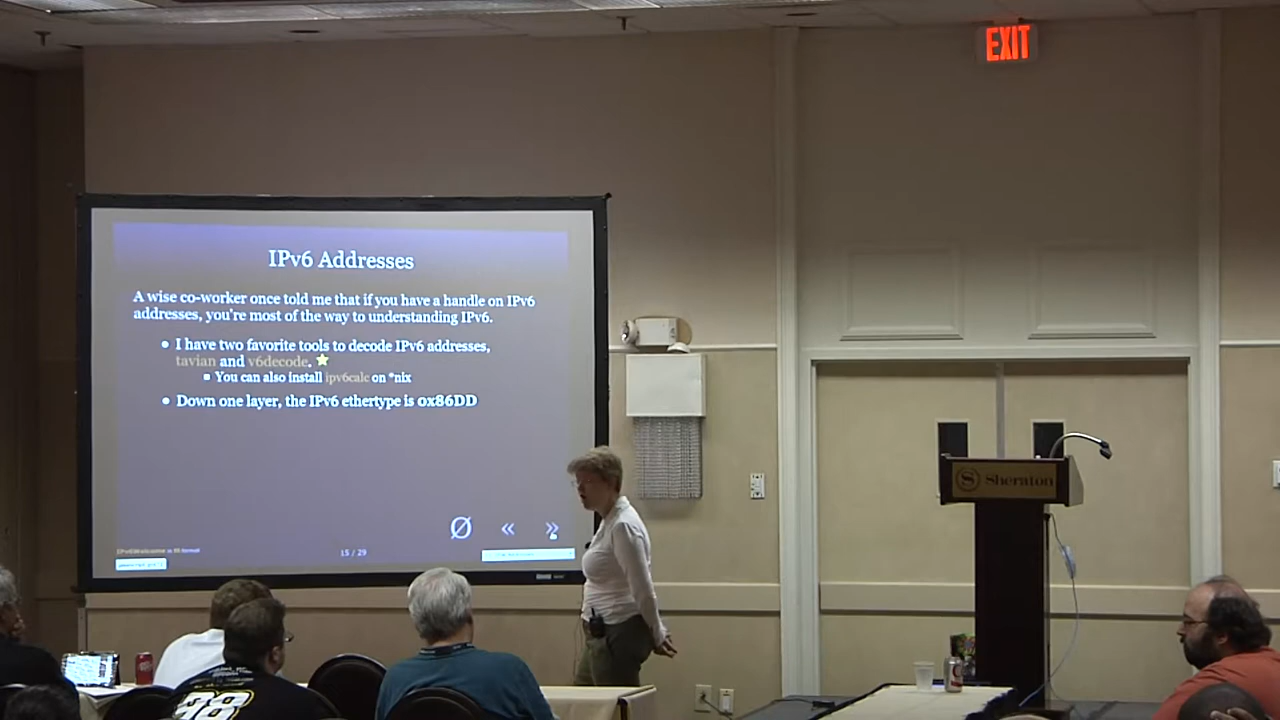 EXIT
IPv6 Addresses
A wise co-worker once told me that if you have a handle on IPv6
addresses, you're most of the way to understanding IPv6.
I have two favorite tools to decode IPv6 addresses,
tavian and v6decode.
You can also install ipv6calc on *nix
Down one layer, the IPv6 ethertype is 0x86DD
15 / 29
Sheraton
88